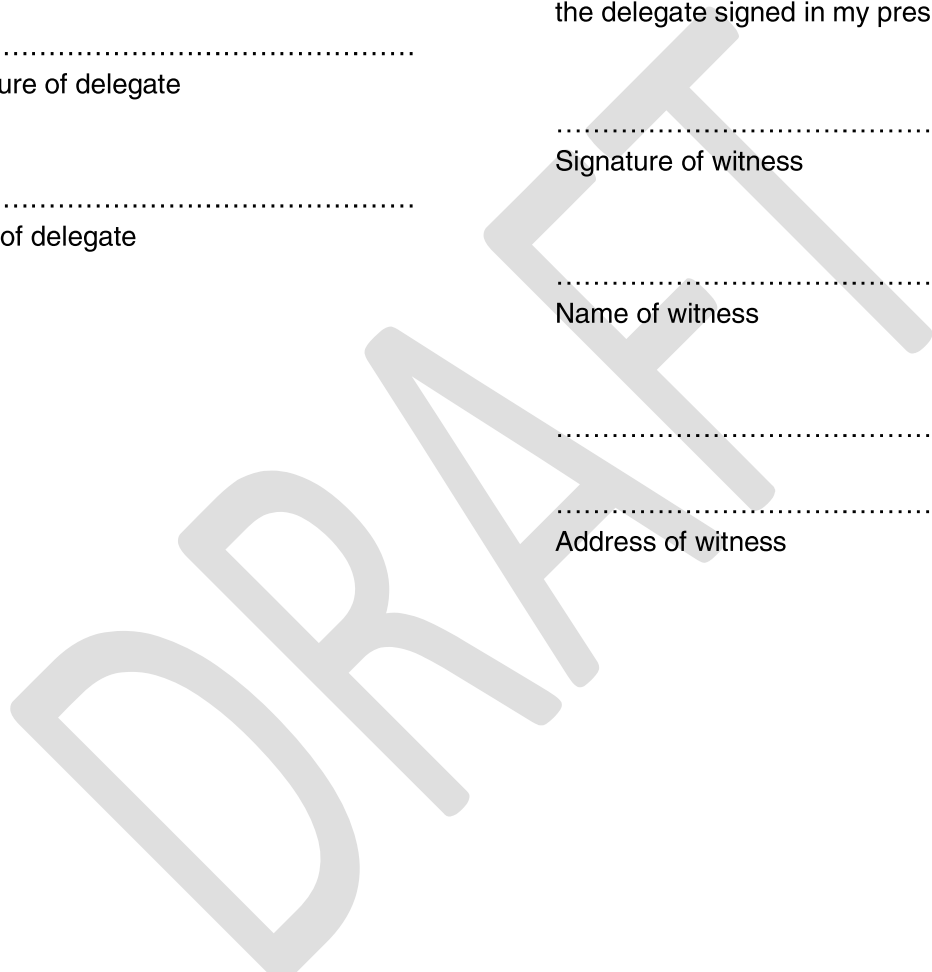 the delegate signed in my pres
..............................................
ure of delegate
..........................................
Signature of witness
..............................................
of delegate
..........................................
Name of witness
..........................................
..........................................
Address of witness
DRAFT